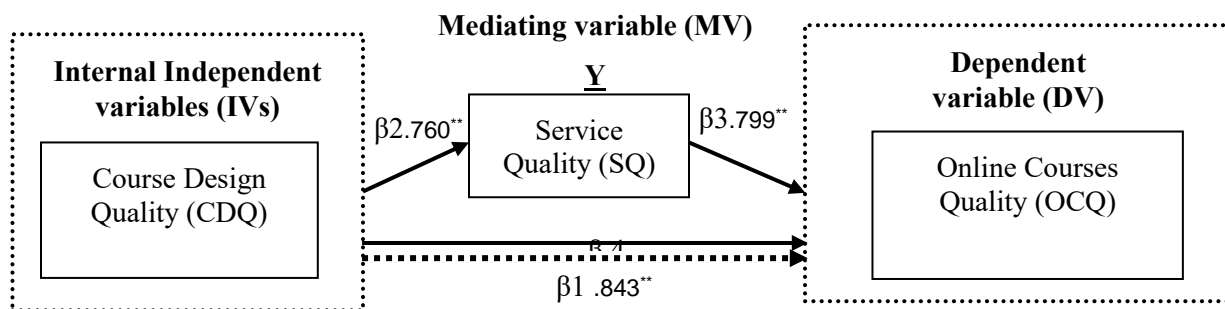 Mediating variable (MV)
Internal Independent
variables (IVs)
Y
Dependent
variable (DV)
β2.760**
Service
Quality (SQ)
β3.799**
Course Design
Quality (CDQ)
Online Courses
Quality (OCQ)
β1 .843**